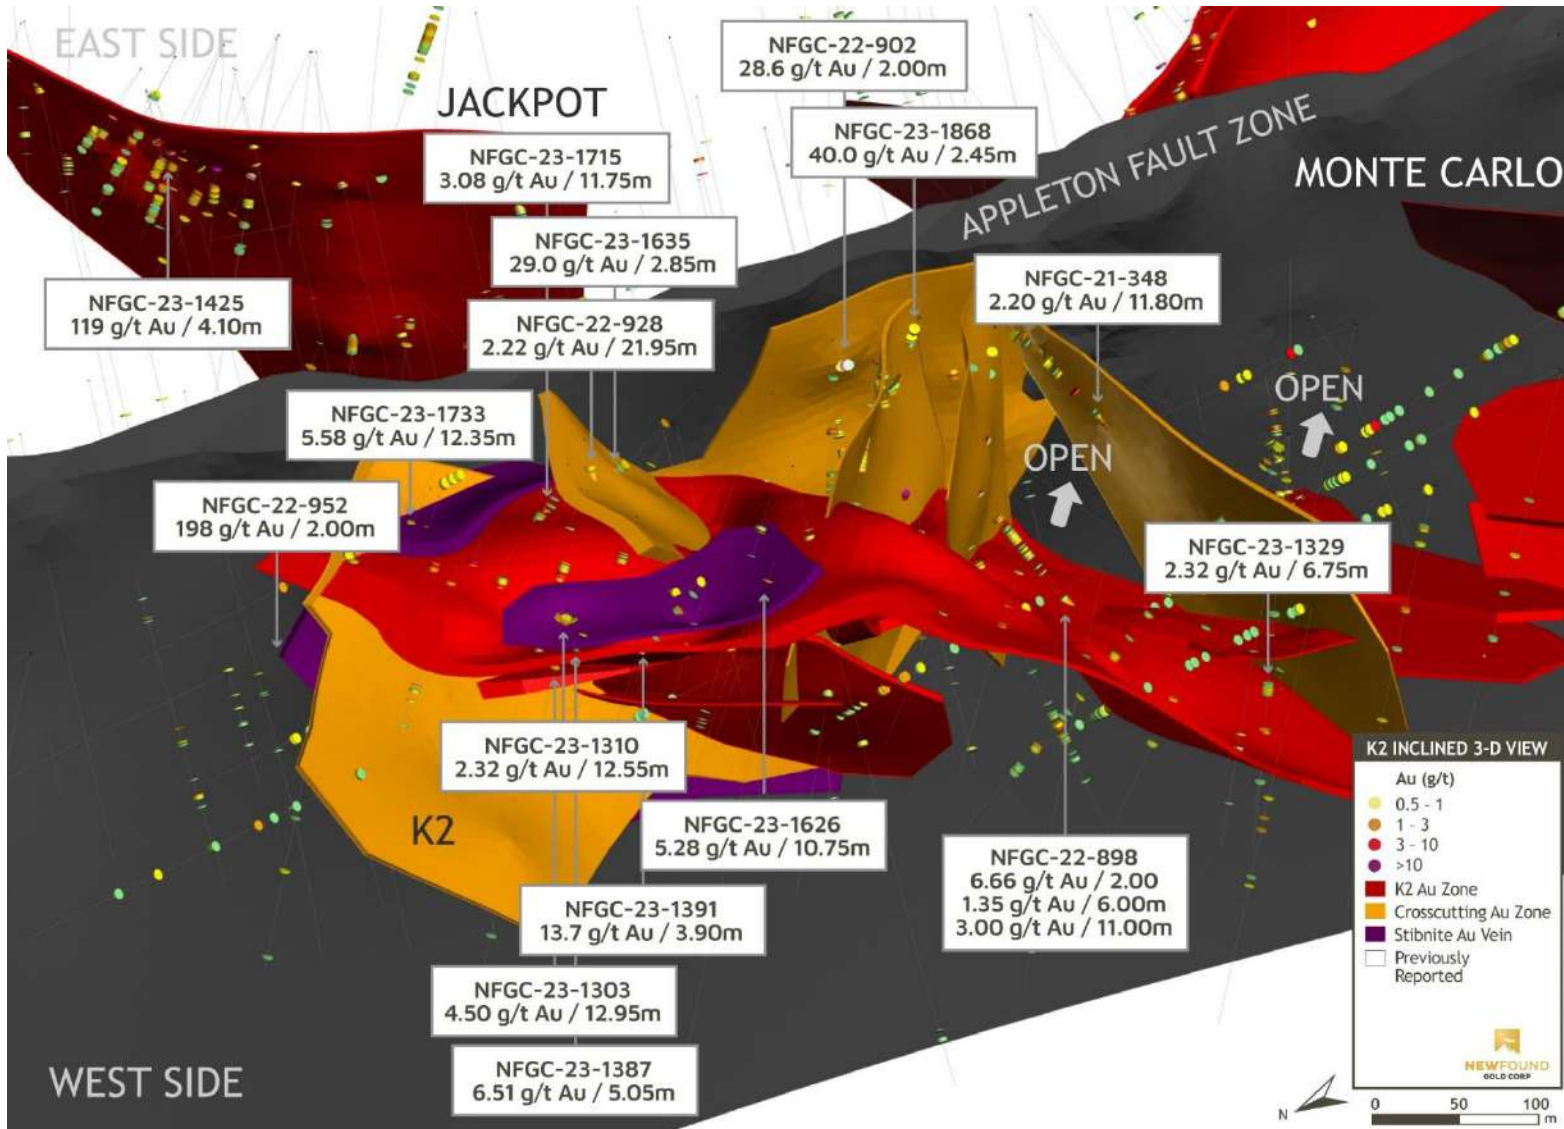 EAST SIDE
JACKPOT
NFGC-22-902
28.6 g/t Au / 2.00m
NFGC-23-1868
40.0 g/t Au / 2.45m
APPLETON FAULT ZONE
MONTE CARLO
NFGC-23-1715
3.08 g/t Au / 11.75m
NFGC-23-1635
29.0 g/t Au / 2.85m
NFGC-21-348
2.20 g/t Au / 11.80m
NFGC-23-1425
119 g/t Au / 4.10m
NFGC-22-928
2.22 g/t Au / 21.95m
OPEN
NFGC-23-1733
5.58 g/t Au / 12.35m
OPEN
NFGC-22-952
198 g/t Au / 2.00m
NFGC-23-1329
2.32 g/t Au / 6.75m
NFGC-23-1310
2.32 g/t Au / 12.55m
K2
NFGC-23-1626
5.28 g/t Au / 10.75m
NFGC-22-898
6.66 g/t Au / 2.00
1.35 g/t Au / 6.00m
3.00 g/t Au / 11.00m
NFGC-23-1391
13.7 g/t Au / 3.90m
NFGC-23-1303
4.50 g/t Au / 12.95m
NFGC-23-1387
6.51 g/t Au / 5.05m
WEST SIDE
K2 INCLINED 3-D VIEW
Au (g/t)
0.5 - 1
1 - 3
3 - 10
>10
K2 Au Zone
Crosscutting Au Zone
Stibnite Au Vein
Previously
Reported
NEWFOUND
GOLD CORP
N
0 50 100
m